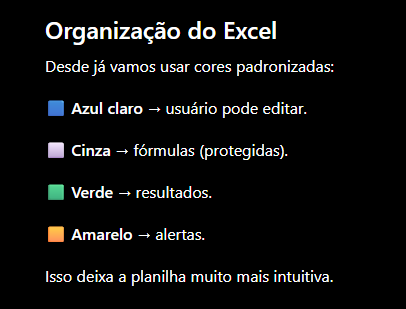 Organização do Excel
Desde já vamos usar cores padronizadas:
Azul claro → usuário pode editar.
Cinza → fórmulas (protegidas).
Verde → resultados.
Amarelo → alertas.
Isso deixa a planilha muito mais intuitiva.